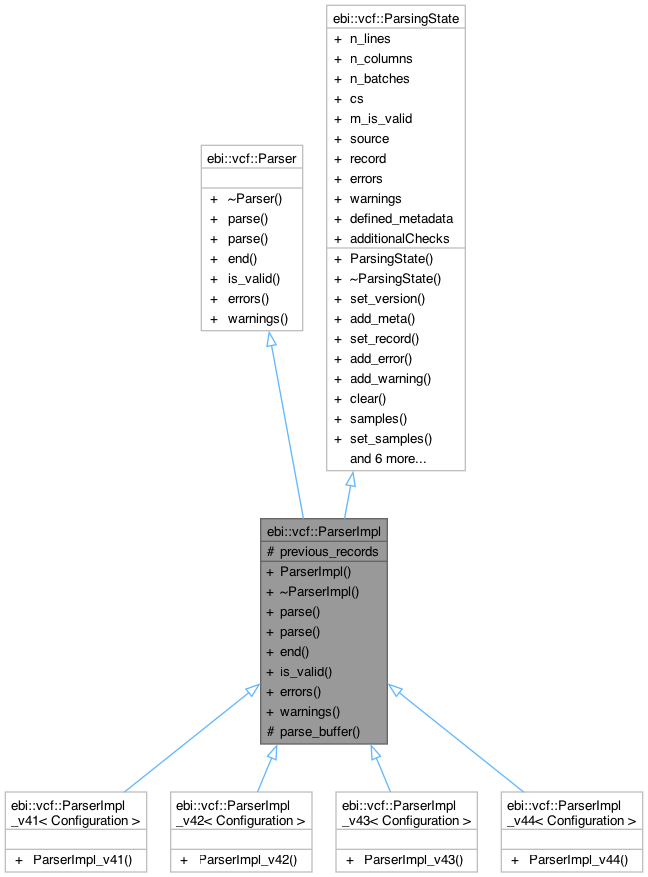 ebi::vcf::ParsingState
+ n_lines
+ n_columns
+ n_batches
+ cs
+ m_is_valid
+ source
+ record
+ errors
+ warnings
+ defined_metadata
+ additionalChecks
+ ParsingState()
+ ~ParsingState()
+ set_version()
+ add_meta()
+ set_record()
+ add_error()
+ add_warning()
+ clear()
+ samples()
+ set_samples()
and 6 more...
ebi::vcf::Parser
+ ~Parser()
+ parse()
+ parse()
+ end()
+ is_valid()
+ errors()
+ warnings()
ebi::vcf::ParserImpl
# previous_records
+ ParserImpl()
+ ~ParserImpl()
+ parse()
+ parse()
+ end()
+ is_valid()
+ errors()
+ warnings()
# parse_buffer()
ebi::vcf::ParserImpl
_v41< Configuration >
+ ParserImpl_v41()
ebi::vcf::ParserImpl
_v42< Configuration >
+ ParserImpl_v42()
ebi::vcf::ParserImpl
_v43< Configuration >
+ ParserImpl_v43()
ebi::vcf::ParserImpl
_v44< Configuration >
+ ParserImpl_v44()